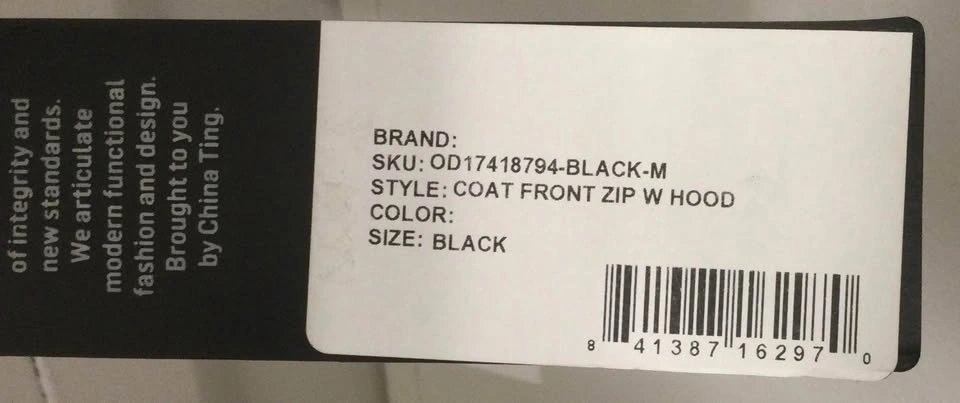 of integrity and
new standards.
We articulate
modern functional
fashion and design.
Brought to you
by China Ting.
BRAND:
SKU: OD17418794-BLACK-M
STYLE: COAT FRONT ZIP W HOOD
COLOR:
SIZE: BLACK
8 41387 16297 0